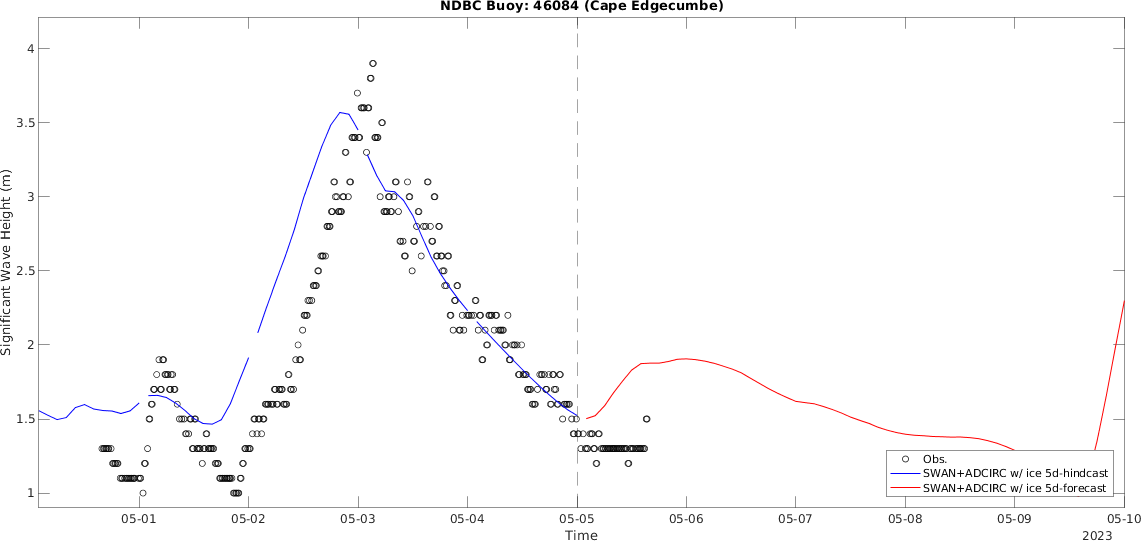 NDBC Buoy: 46084 (Cape Edgecumbe)
Significant Wave Height (m)
4
3.5
3
2.5
2
1.5
1
Obs.
SWAN+ADCIRC w/ ice 5d-hindcast
SWAN+ADCIRC w/ ice 5d-forecast
05-01 05-02 05-03 05-04 05-05 05-06 05-07 05-08 05-09 05-10
Time
2023